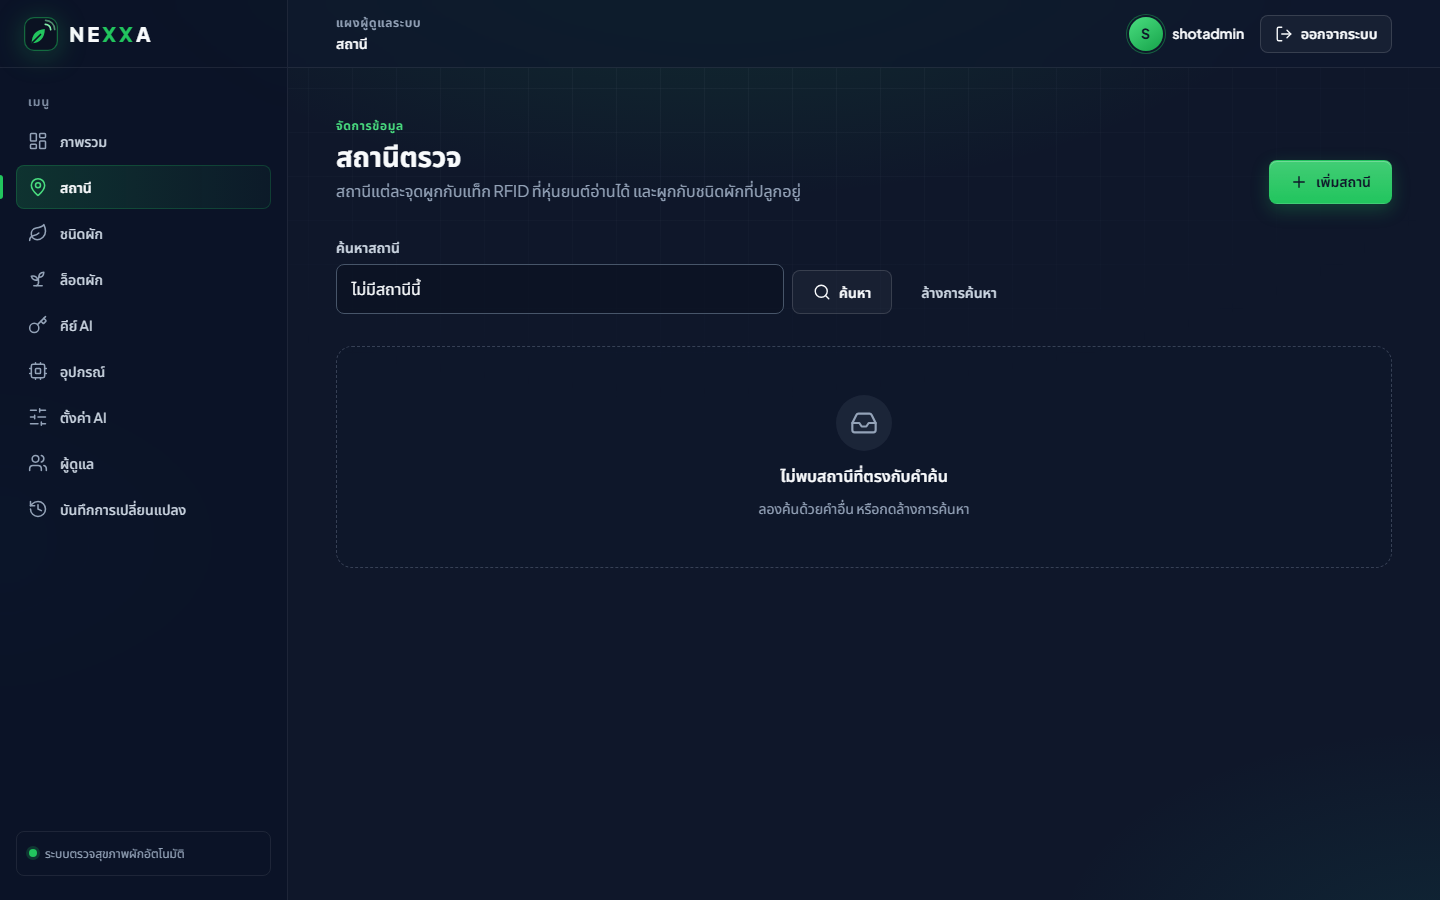 NEXXA
แผงผู้ดูแลระบบ
สถานี
S
shotadmin
ออกจากระบบ
เมนู
ภาพรวม
สถานี
ชนิดผัก
ล็อตผัก
คีย์ AI
อุปกรณ์
ตั้งค่า AI
ผู้ดูแล
บันทึกการเปลี่ยนแปลง
ระบบตรวจสุขภาพผักอัตโนมัติ
จัดการข้อมูล
สถานีตรวจ
สถานีแต่ละจุดผูกกับแท็ก RFID ที่หุ่นยนต์อ่านได้ และผูกกับชนิดผักที่ปลูกอยู่
เพิ่มสถานี
ค้นหาสถานี
ไม่มีสถานีนี้
ค้นหา
ล้างการค้นหา
ไม่พบสถานีที่ตรงกับคำค้น
ลองค้นด้วยคำอื่น หรือกดล้างการค้นหา